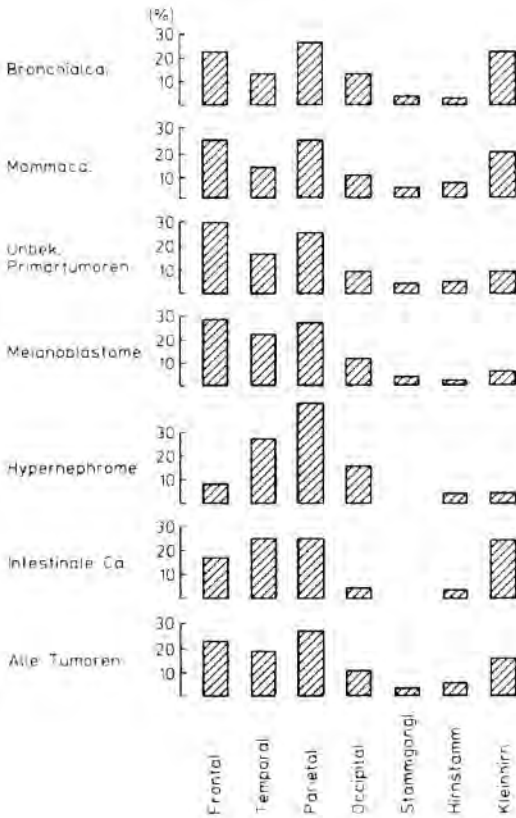 (%)
30
20
10
Bronchialca.
30
20
10
Mammaca.
30
20
10
Unbek.
Primärtumoren
30
20
10
Melanoblastome
30
20
10
Hypernephrome
30
20
10
Intestinale Ca.
30
20
10
Alle Tumoren
Frontal
Temporal
Parietal
Occipital
Stammgangl.
Hirnstamm
Kleinhirn